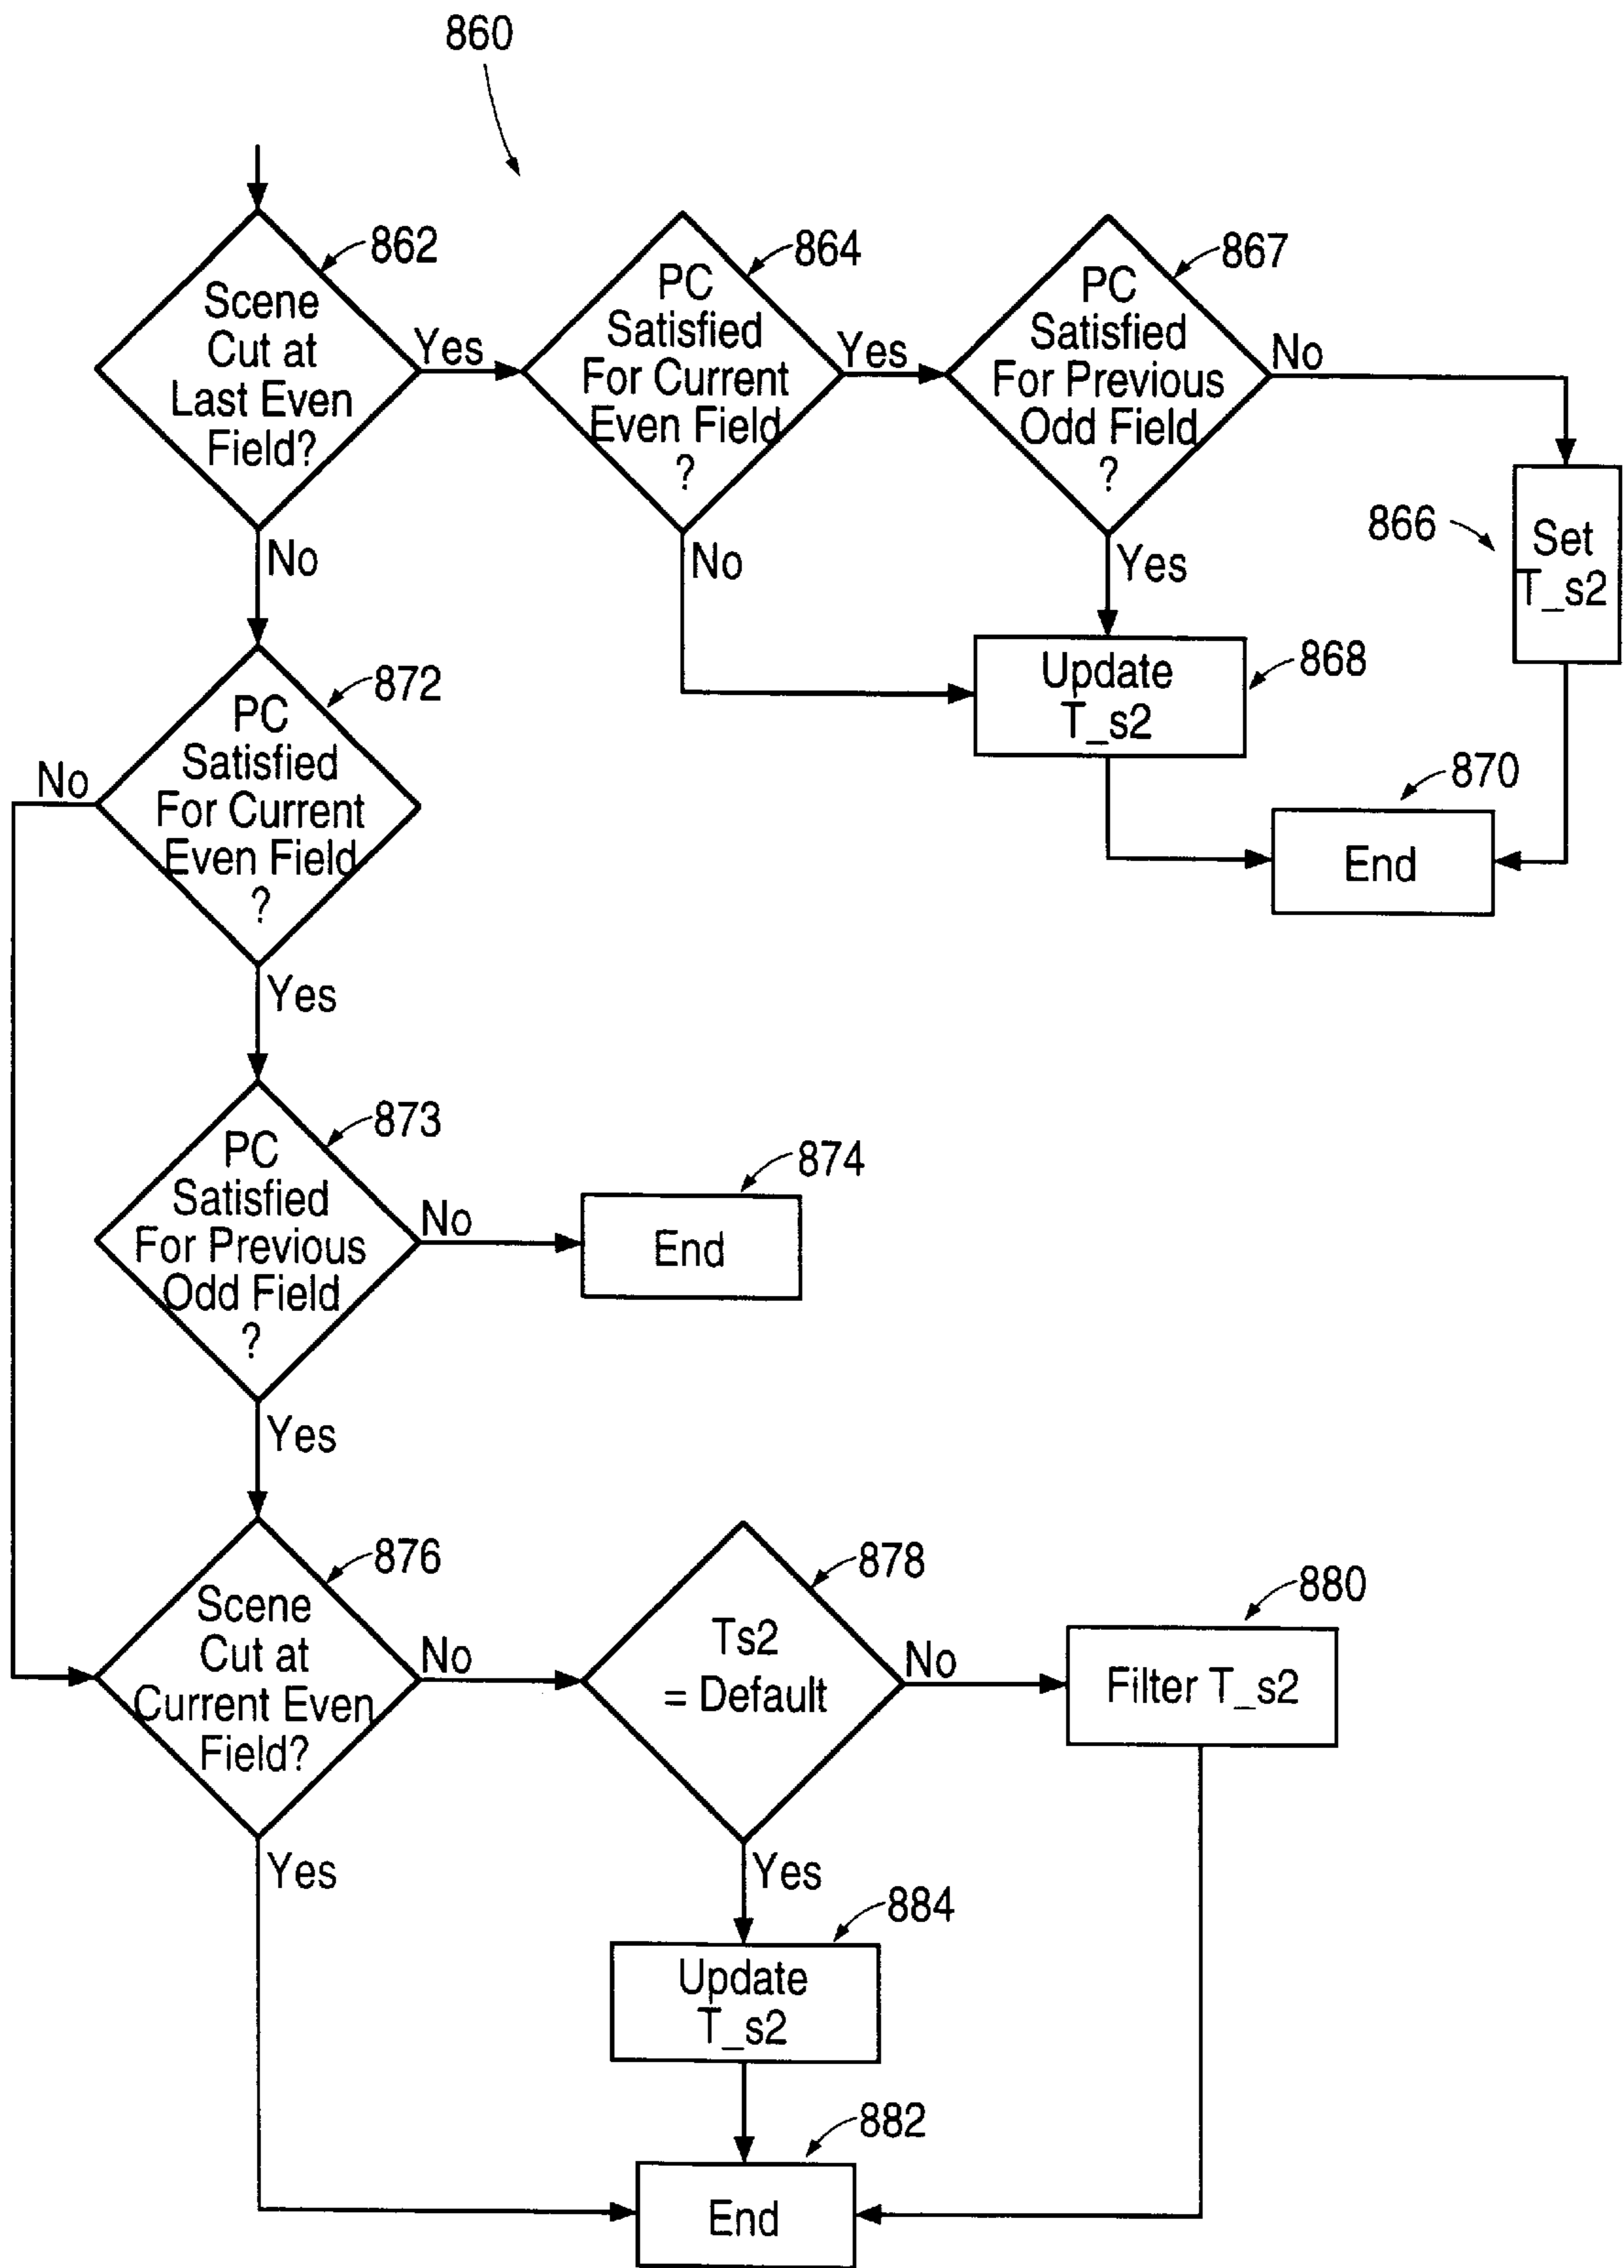 860
862
Scene
Cut at
Last Even
Field?
Yes
No
864
PC
Satisfied
For Current
Even Field
?
Yes
No
867
PC
Satisfied
For Previous
Odd Field
?
No
Yes
866
Set
T_s2
Update
T_s2
868
870
End
872
PC
Satisfied
For Current
Even Field
?
No
Yes
873
PC
Satisfied
For Previous
Odd Field
?
No
Yes
874
End
876
Scene
Cut at
Current Even
Field?
No
Yes
878
Ts2
= Default
No
Yes
880
Filter T_s2
884
Update
T_s2
882
End